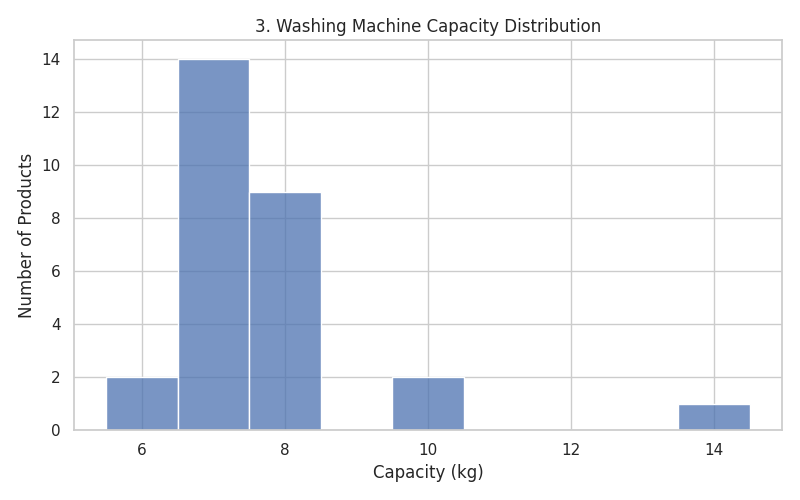 3. Washing Machine Capacity Distribution
Number of Products
14
12
10
8
6
4
2
0
6 8 10 12 14
Capacity (kg)